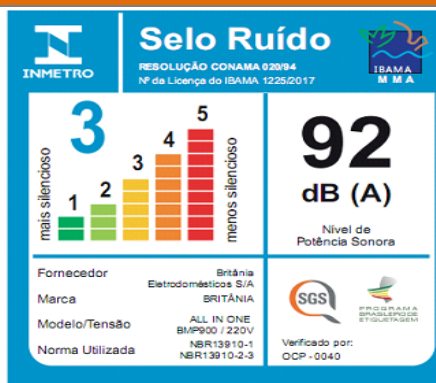 INMETRO
Selo Ruído
RESOLUÇÃO CONAMA 020/94
Nº da Licença do IBAMA 1225/2017
IBAMA
M M A
3
mais silencioso
1
2
3
4
5
menos silencioso
92
dB (A)
Nivel de
Potência Sonora
Fornecedor
Britânia
Eletrodomésticos S/A
Marca
BRITÂNIA
Modelo/Tensão
ALL IN ONE
BMP900 / 220V
Norma Utilizada
NBR13910-1
NBR13910-2-3
SGS
PROGRAMA
BRASILEIRO DE
ETIQUETAGEM
Verificado por:
OCP - 0040